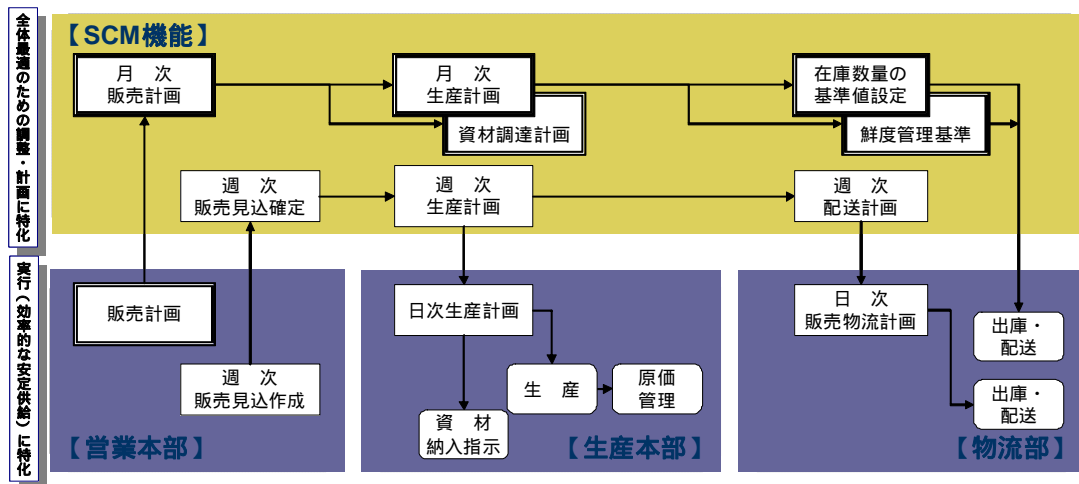 全体最適のための調整・計画に特化
【SCM機能】
月　次
販売計画
月　次
生産計画
資材調達計画
在庫数量の
基準値設定
鮮度管理基準
週　次
販売見込確定
週　次
生産計画
週　次
配送計画
実行（効率的な安定供給）に特化
販売計画
週　次
販売見込作成
【営業本部】
日次生産計画
生　産
原価
管理
資　材
納入指示
【生産本部】
日　次
販売物流計画
出庫・
配送
出庫・
配送
【物流部】